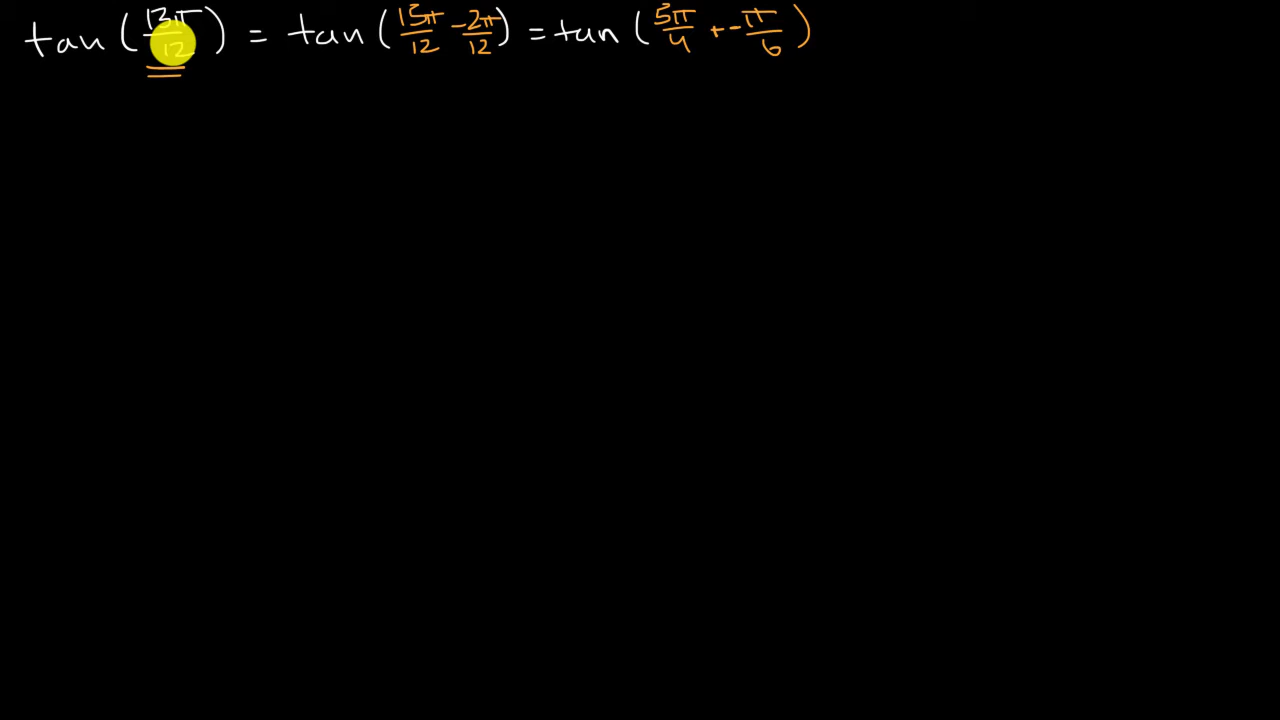 tan(13π/12) = tan(15π/12 - 2π/12) = tan(5π/4 + -π/6)